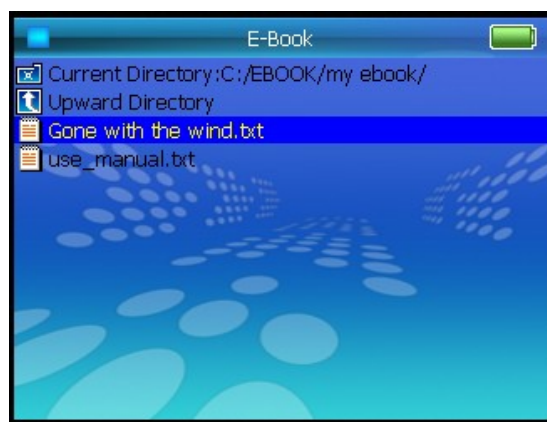 E-Book
Current Directory:C:/EBOOK/my ebook/
Upward Directory
Gone with the wind.txt
use_manual.txt